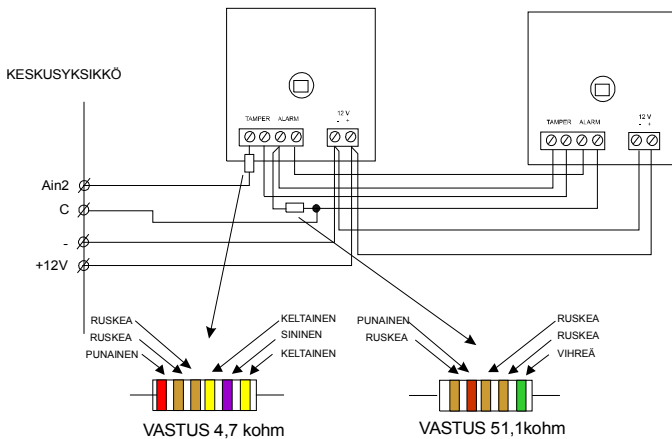 KESKUSYKSIKKÖ
TAMPER ALARM
12 V
- +
TAMPER ALARM
12 V
- +
Ain2
C
-
+12V
RUSKEA
RUSKEA
PUNAINEN
KELTAINEN
SININEN
KELTAINEN
VASTUS 4,7 kohm
PUNAINEN
RUSKEA
RUSKEA
RUSKEA
VIHREÄ
VASTUS 51,1kohm